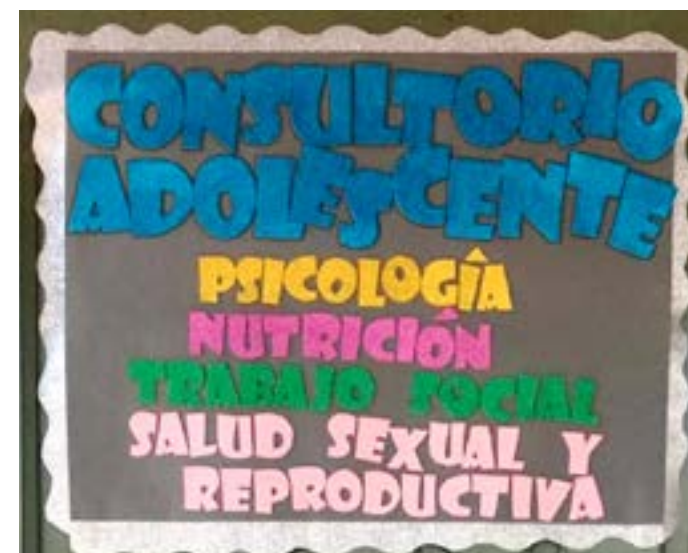 CONSULTORIO
ADOLESCENTE
PSICOLOGÍA
NUTRICIÓN
TRABAJO SOCIAL
SALUD SEXUAL Y
REPRODUCTIVA